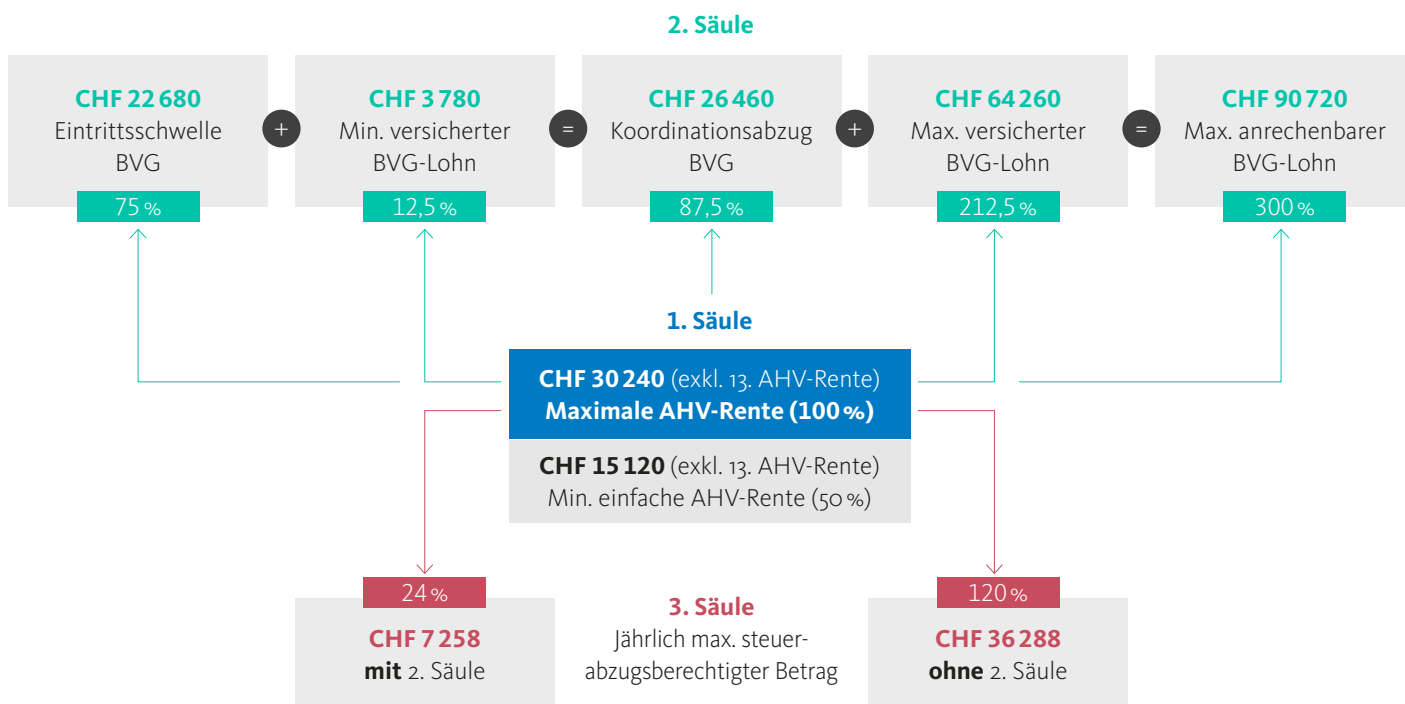 2. Säule
CHF 22 680
Eintrittsschwelle
BVG
75 %
+
CHF 3 780
Min. versicherter
BVG-Lohn
12,5 %
=
CHF 26 460
Koordinationsabzug
BVG
87,5 %
+
CHF 64 260
Max. versicherter
BVG-Lohn
212,5 %
=
CHF 90 720
Max. anrechenbarer
BVG-Lohn
300 %
1. Säule
CHF 30 240 (exkl. 13. AHV-Rente)
Maximale AHV-Rente (100 %)
CHF 15 120 (exkl. 13. AHV-Rente)
Min. einfache AHV-Rente (50 %)
24 %
CHF 7 258
mit 2. Säule
3. Säule
Jährlich max. steuer-
abzugsberechtigter Betrag
120 %
CHF 36 288
ohne 2. Säule